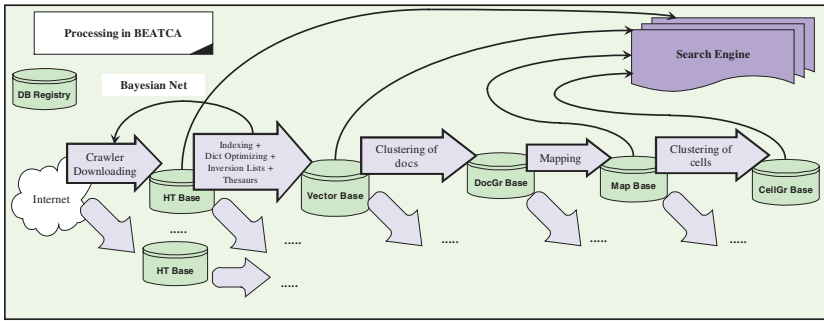 Processing in BEATCA
Search Engine
DB Registry
Bayesian Net
Crawler
Downloading
Indexing +
Dict Optimizing +
Inversion Lists +
Thesaurs
Clustering
of docs
Mapping
Clustering of
cells
Internet
HT Base
Vector Base
DocGr Base
Map Base
CellGr Base
.....
.....
.....
.....
.....
HT Base
.....